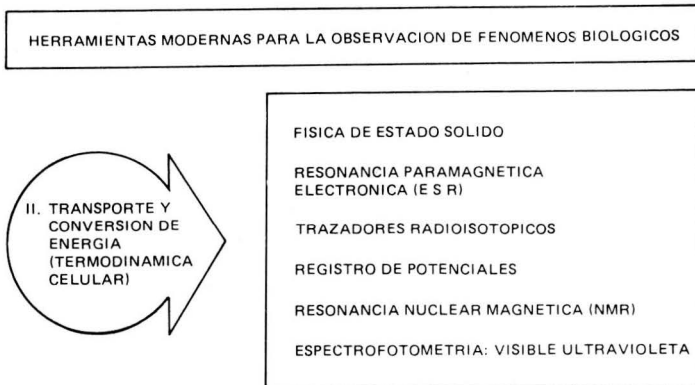 HERRAMIENTAS MODERNAS PARA LA OBSERVACION DE FENOMENOS BIOLOGICOS
II. TRANSPORTE Y
CONVERSION DE
ENERGIA
(TERMODINAMICA
CELULAR)
FISICA DE ESTADO SOLIDO
RESONANCIA PARAMAGNETICA
ELECTRONICA (E S R)
TRAZADORES RADIOISOTOPICOS
REGISTRO DE POTENCIALES
RESONANCIA NUCLEAR MAGNETICA (NMR)
ESPECTROFOTOMETRIA: VISIBLE ULTRAVIOLETA